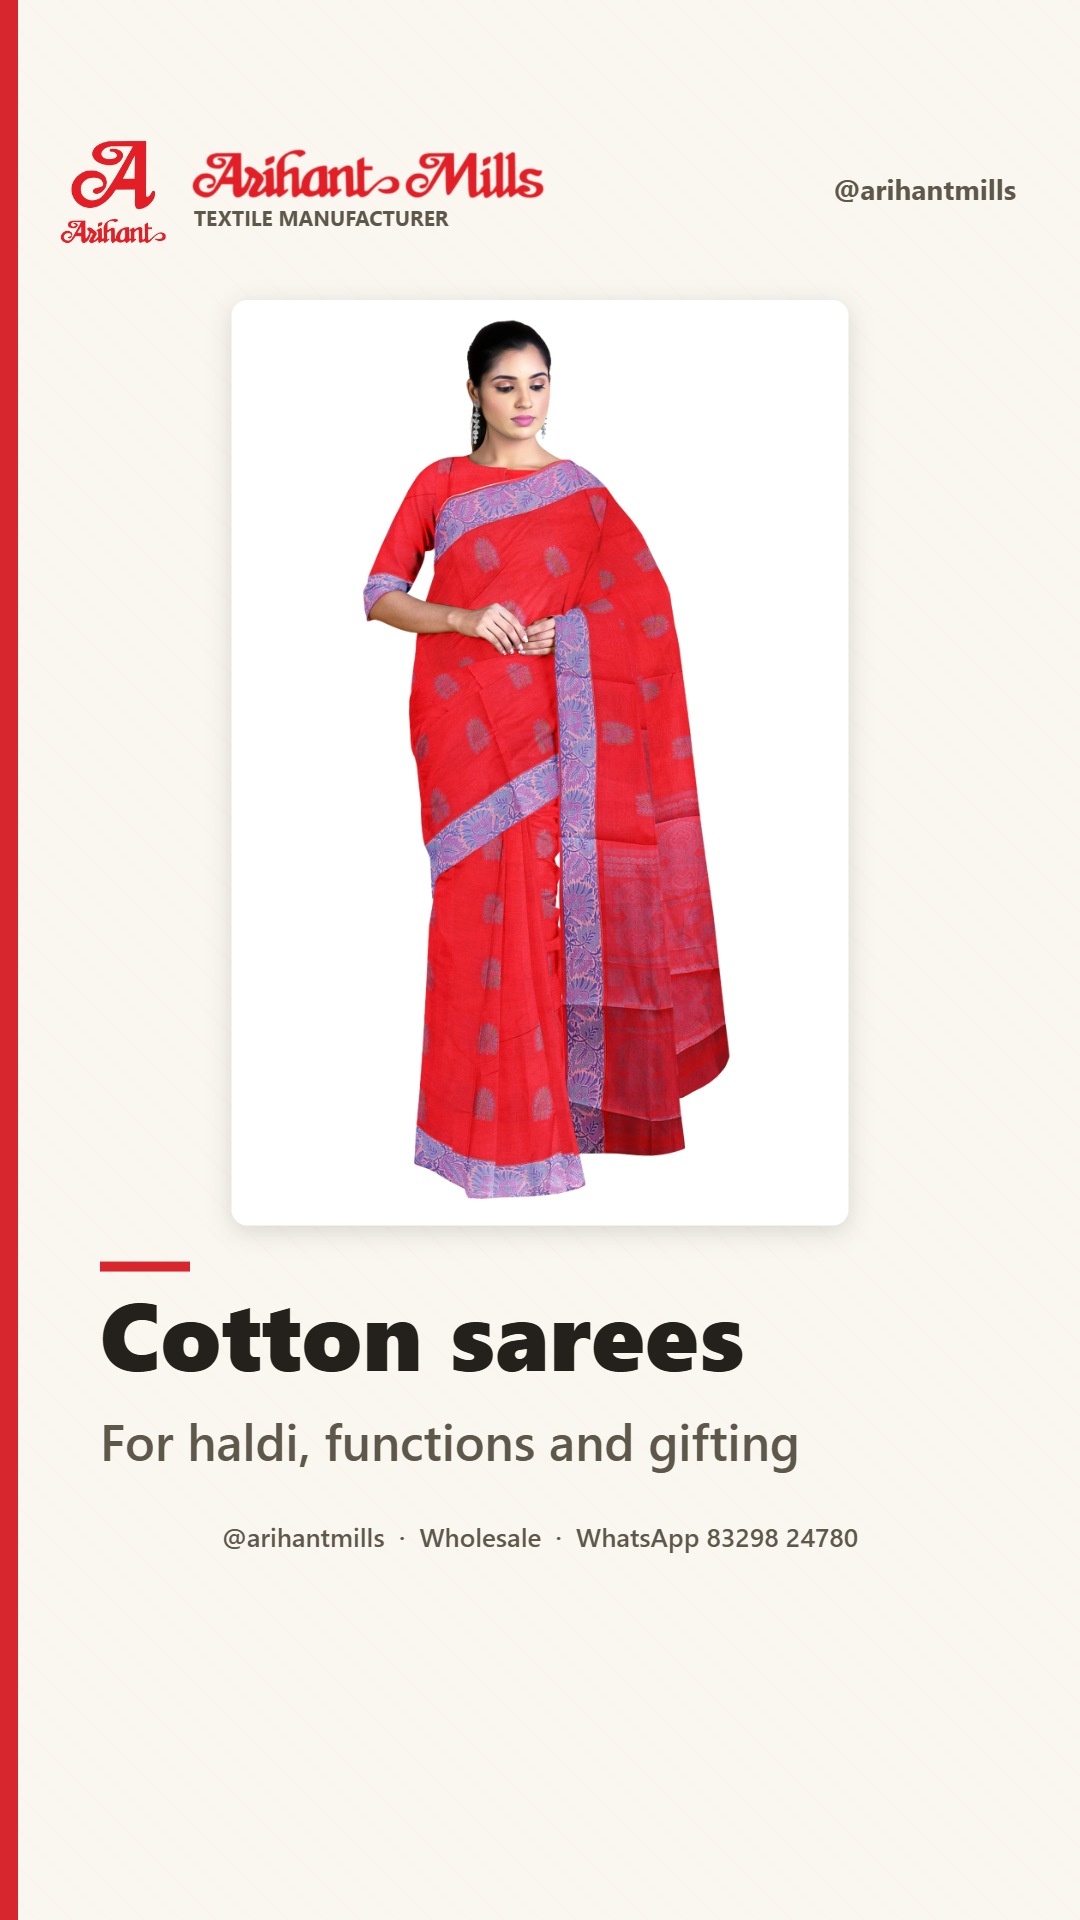 A
Arihant
Arihant Mills
TEXTILE MANUFACTURER
@arihantmills
Cotton sarees
For haldi, functions and gifting
@arihantmills · Wholesale · WhatsApp 83298 24780